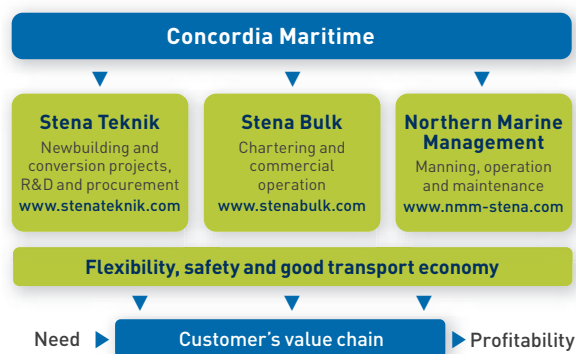 Concordia Maritime
Stena Teknik
Newbuilding and
conversion projects,
R&D and procurement
www.stenateknik.com
Stena Bulk
Chartering and
commercial
operation
www.stenabulk.com
Northern Marine
Management
Manning, operation
and maintenance
www.nmm-stena.com
Flexibility, safety and good transport economy
Need
Customer's value chain
Profitability